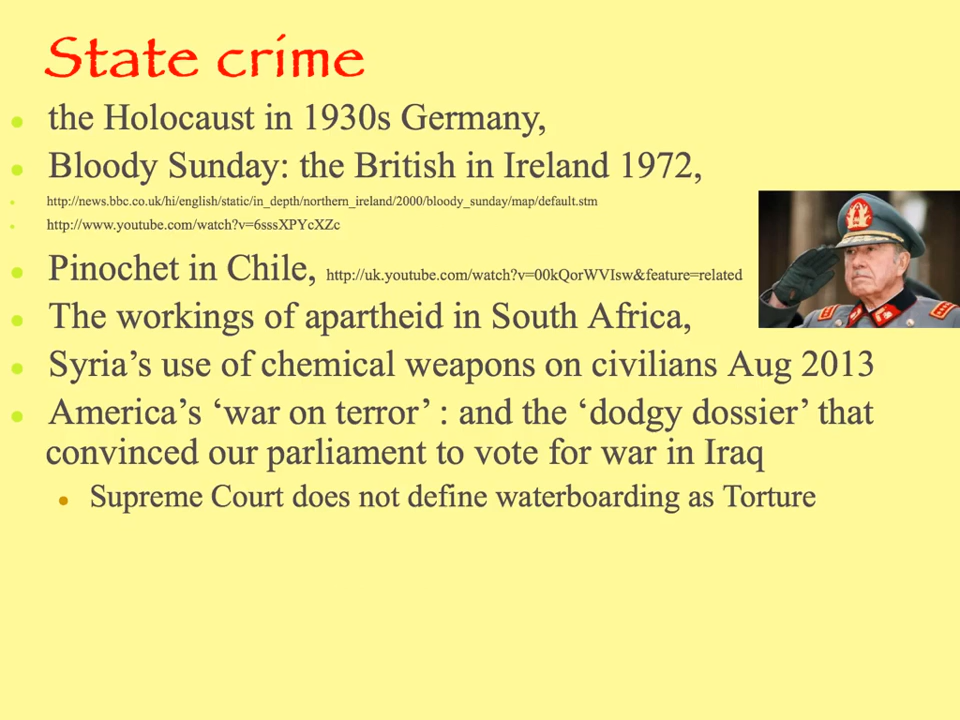 State crime
the Holocaust in 1930s Germany,
Bloody Sunday: the British in Ireland 1972,
http://news.bbc.co.uk/hi/english/static/in_depth/northern_ireland/2000/bloody_sunday/map/default.stm
http://www.youtube.com/watch?v=6sssXPYcXZc
Pinochet in Chile, http://uk.youtube.com/watch?v=00kQorWVIsw&feature=related
The workings of apartheid in South Africa,
Syria’s use of chemical weapons on civilians Aug 2013
America’s ‘war on terror’ : and the ‘dodgy dossier’ that
convinced our parliament to vote for war in Iraq
Supreme Court does not define waterboarding as Torture